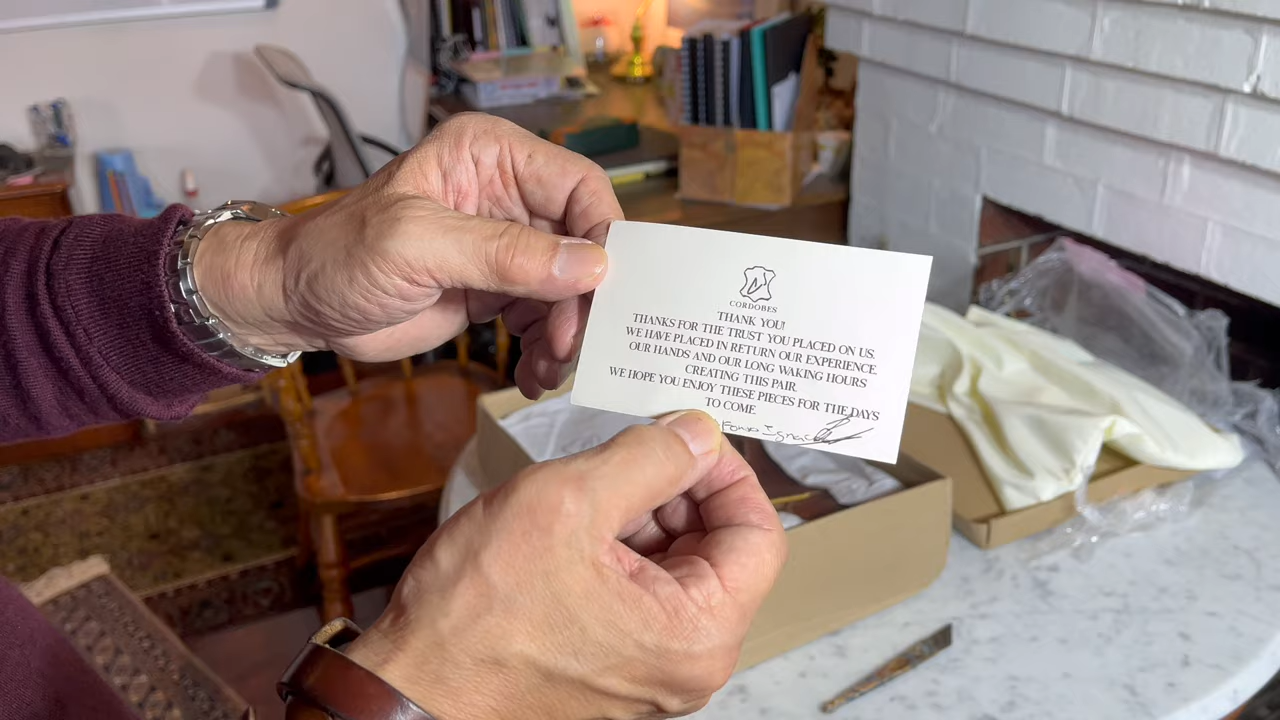 CORDOBES
THANK YOU!
THANKS FOR THE TRUST YOU PLACED ON US.
WE HAVE PLACED IN RETURN OUR EXPERIENCE,
OUR HANDS AND OUR LONG WAKING HOURS
CREATING THIS PAIR.
WE HOPE YOU ENJOY THESE PIECES FOR THE DAYS
TO COME.